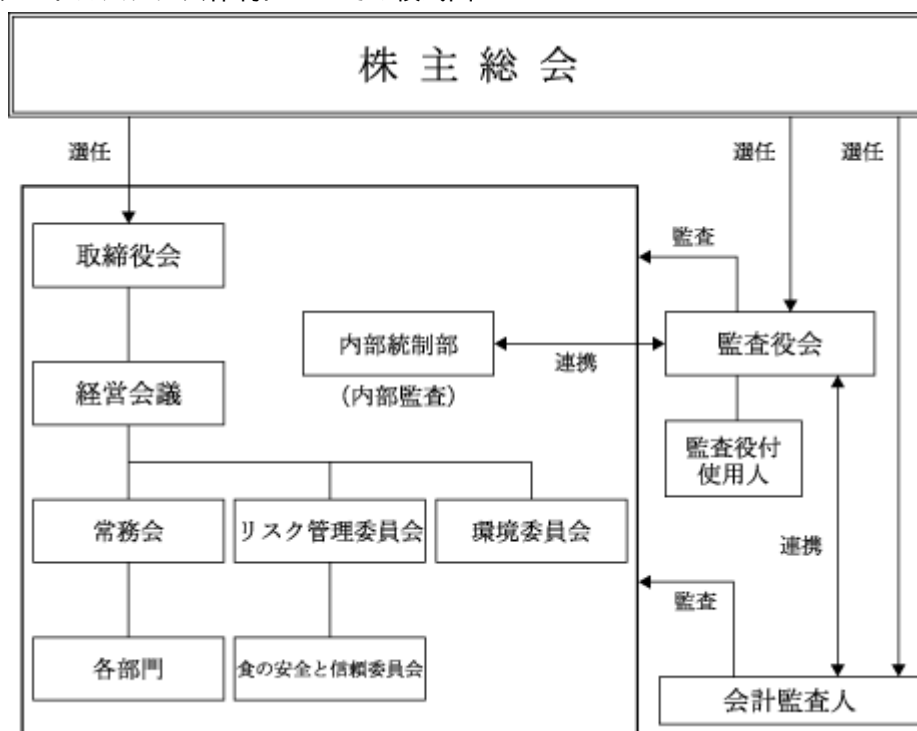 株主総会
選任
選任
選任
取締役会
監査
内部統制部
連携
監査役会
(内部監査)
経営会議
監査役付
使用人
常務会
リスク管理委員会
環境委員会
連携
監査
各部門
食の安全と信頼委員会
会計監査人